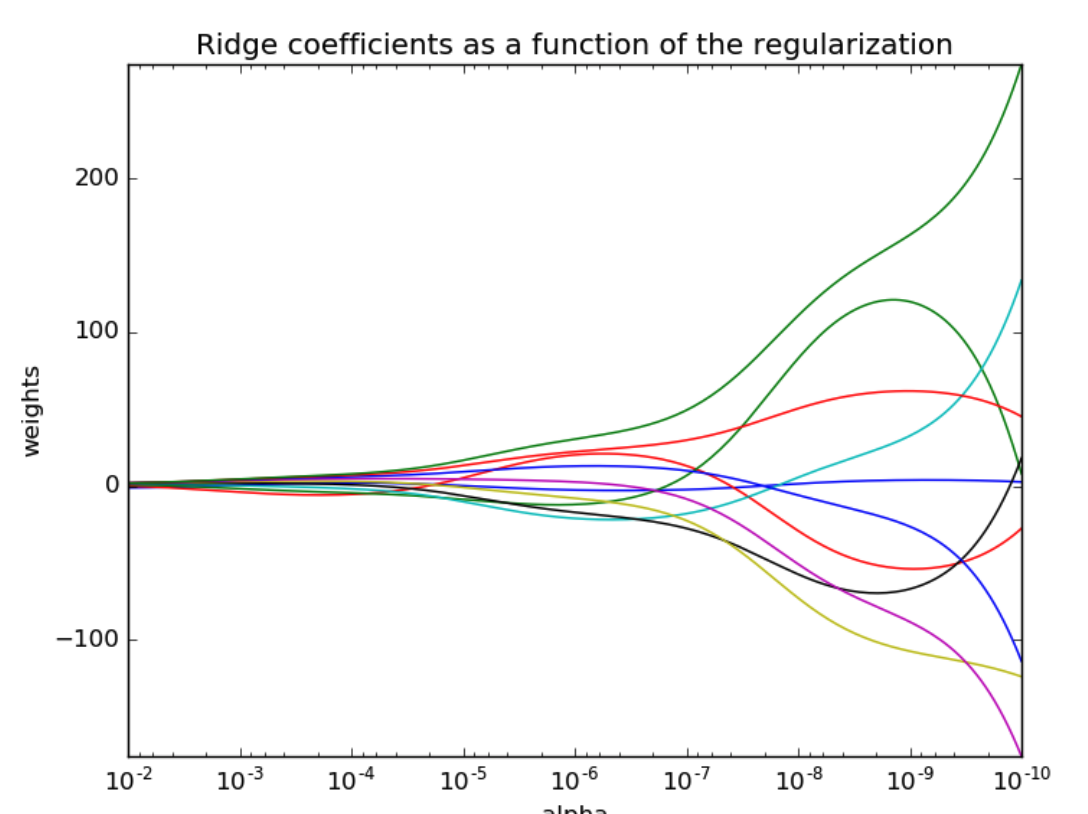 Ridge coefficients as a function of the regularization
weights
200
100
0
−100
10^-2 10^-3 10^-4 10^-5 10^-6 10^-7 10^-8 10^-9 10^-10
alpha